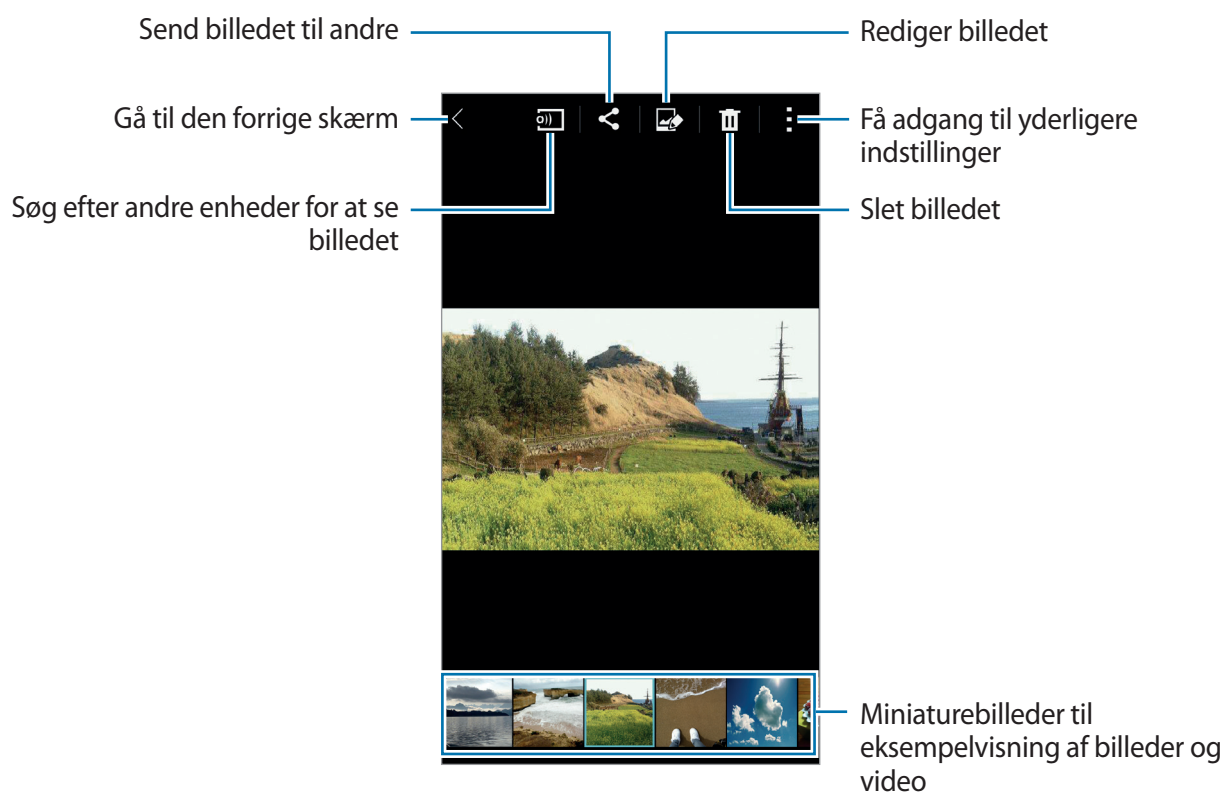 Send billedet til andre
Rediger billedet
Gå til den forrige skærm
Få adgang til yderligere
indstillinger
Søg efter andre enheder for at se
billedet
Slet billedet
Miniaturebilleder til
eksempelvisning af billeder og
video